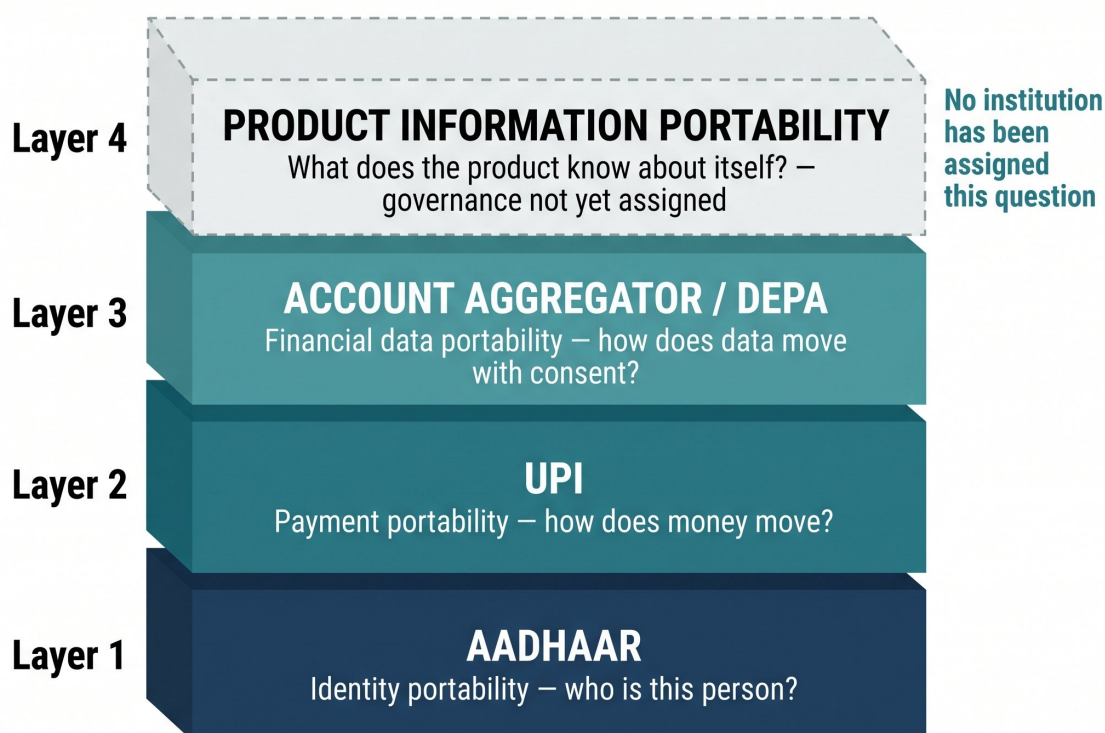 Layer 4
PRODUCT INFORMATION PORTABILITY
What does the product know about itself? —
governance not yet assigned
No institution
has been
assigned
this question
Layer 3
ACCOUNT AGGREGATOR / DEPA
Financial data portability — how does data move
with consent?
Layer 2
UPI
Payment portability — how does money move?
Layer 1
AADHAAR
Identity portability — who is this person?